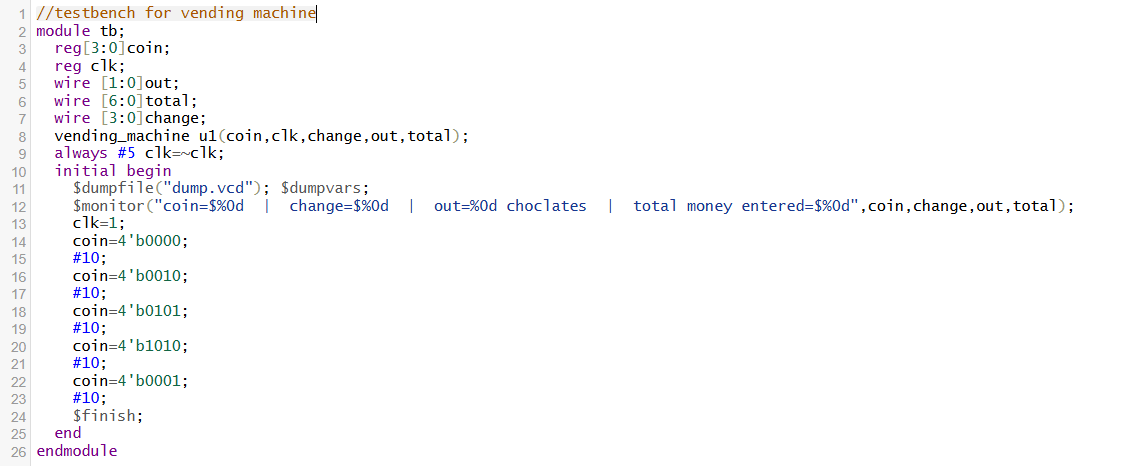 1 //testbench for vending machine
2 module tb;
3 reg[3:0]coin;
4 reg clk;
5 wire [1:0]out;
6 wire [6:0]total;
7 wire [3:0]change;
8 vending_machine u1(coin,clk,change,out,total);
9 always #5 clk=~clk;
10 initial begin
11 $dumpfile("dump.vcd"); $dumpvars;
12 $monitor("coin=$%0d  |  change=$%0d  |  out=%0d choclates  |  total money entered=$%0d",coin,change,out,total);
13 clk=1;
14 coin=4'b0000;
15 #10;
16 coin=4'b0010;
17 #10;
18 coin=4'b0101;
19 #10;
20 coin=4'b1010;
21 #10;
22 coin=4'b0001;
23 #10;
24 $finish;
25 end
26 endmodule